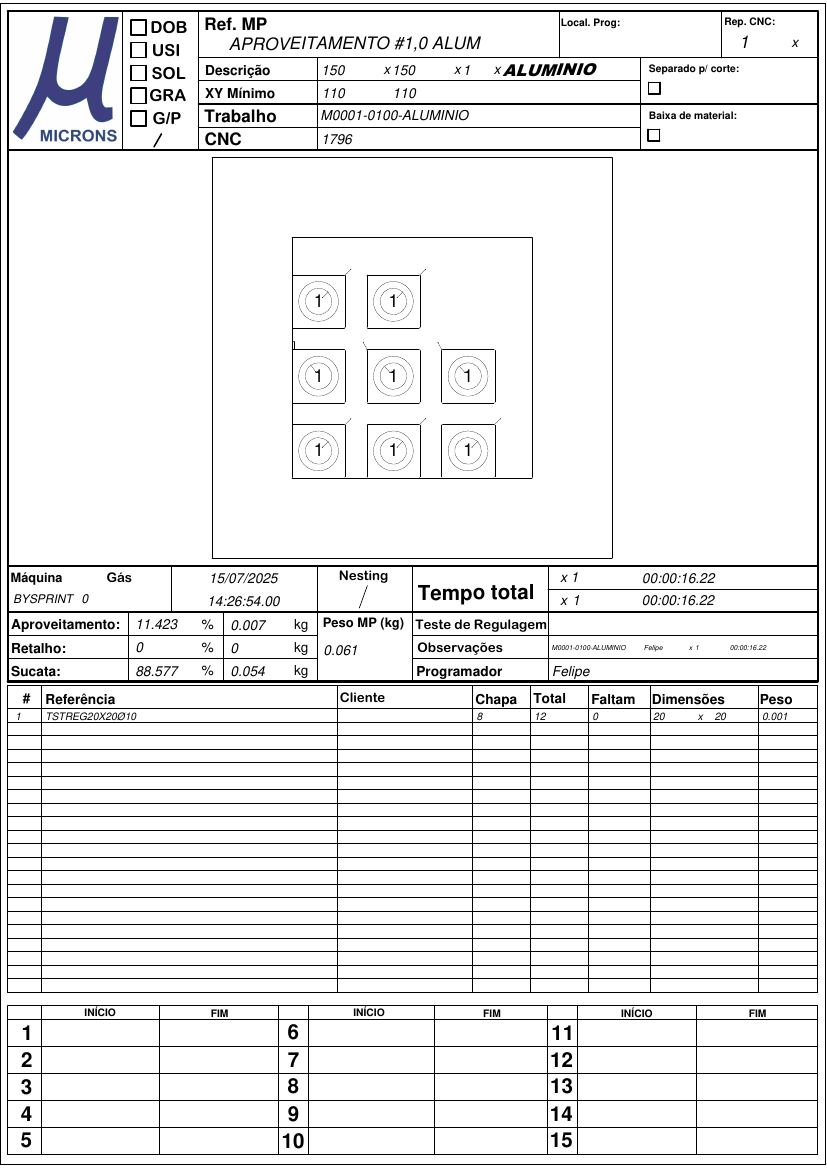 µ
MICRONS
DOB
USI
SOL
GRA
G/P
/
Ref. MP
APROVEITAMENTO #1,0 ALUM
Local. Prog:
Rep. CNC:
1 x
Descrição 150 x 150 x 1 x ALUMINIO
XY Mínimo 110 110
Trabalho M0001-0100-ALUMINIO
CNC 1796
Separado p/ corte:
Baixa de material:
1 1
1 1 1
1 1 1
Máquina Gás
BYSPRINT 0
15/07/2025
14:26:54.00
Nesting
/
Tempo total
x 1 00:00:16.22
x 1 00:00:16.22
Aproveitamento: 11.423 % 0.007 kg
Retalho: 0 % 0 kg
Sucata: 88.577 % 0.054 kg
Peso MP (kg)
0.061
Teste de Regulagem
Observações M0001-0100-ALUMINIO Felipe x 1 00:00:16.22
Programador Felipe
# Referência Cliente Chapa Total Faltam Dimensões Peso
1 TSTREG20X20Ø10 8 12 0 20 x 20 0.001
INÍCIO FIM INÍCIO FIM INÍCIO FIM
1 6 11
2 7 12
3 8 13
4 9 14
5 10 15